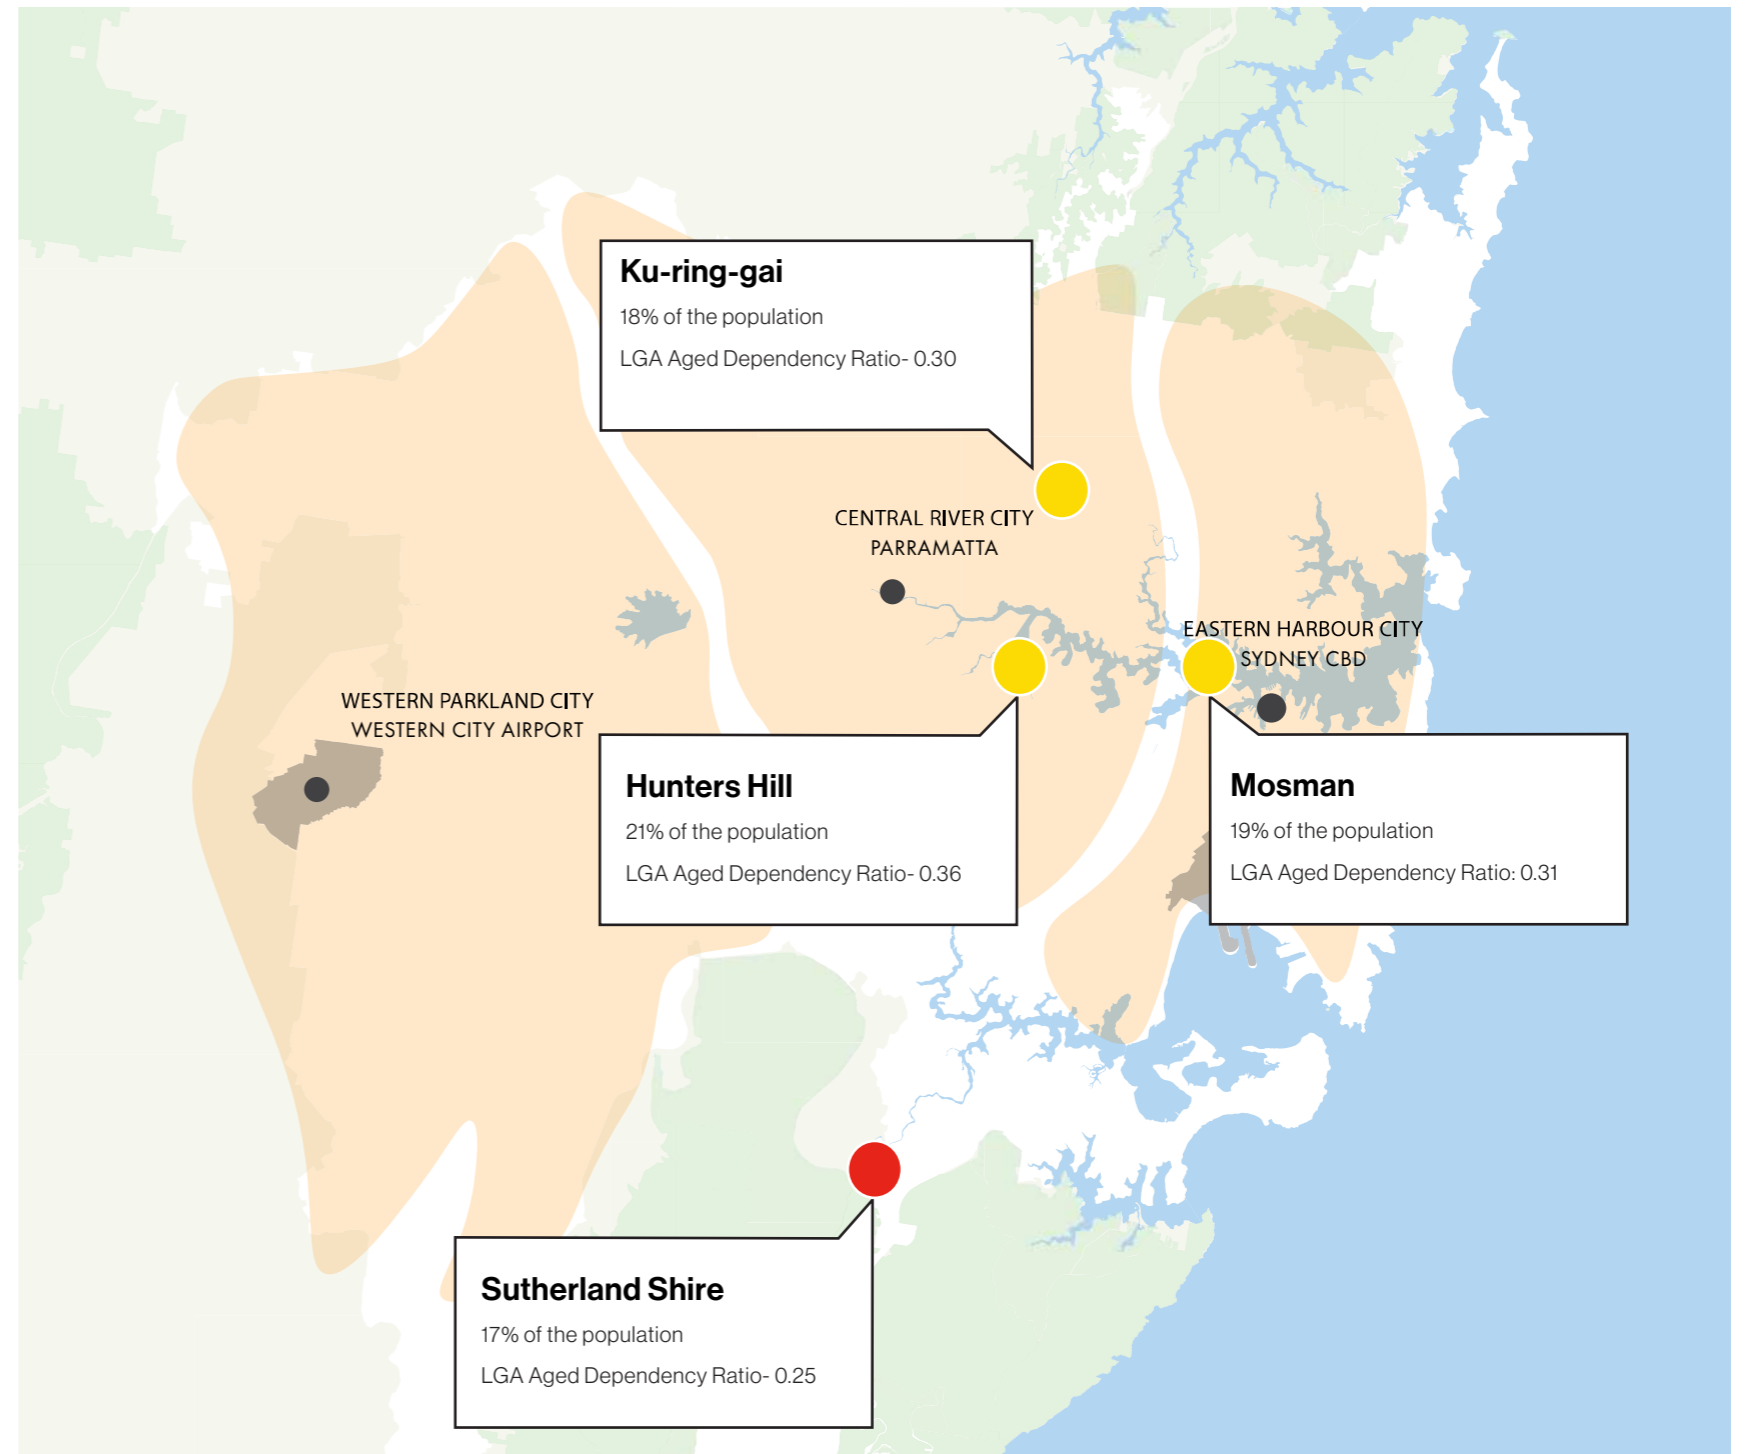 Ku-ring-gai
18% of the population
LGA Aged Dependency Ratio- 0.30
CENTRAL RIVER CITY
PARRAMATTA
EASTERN HARBOUR CITY
SYDNEY CBD
WESTERN PARKLAND CITY
WESTERN CITY AIRPORT
Hunters Hill
21% of the population
LGA Aged Dependency Ratio- 0.36
Mosman
19% of the population
LGA Aged Dependency Ratio: 0.31
Sutherland Shire
17% of the population
LGA Aged Dependency Ratio- 0.25